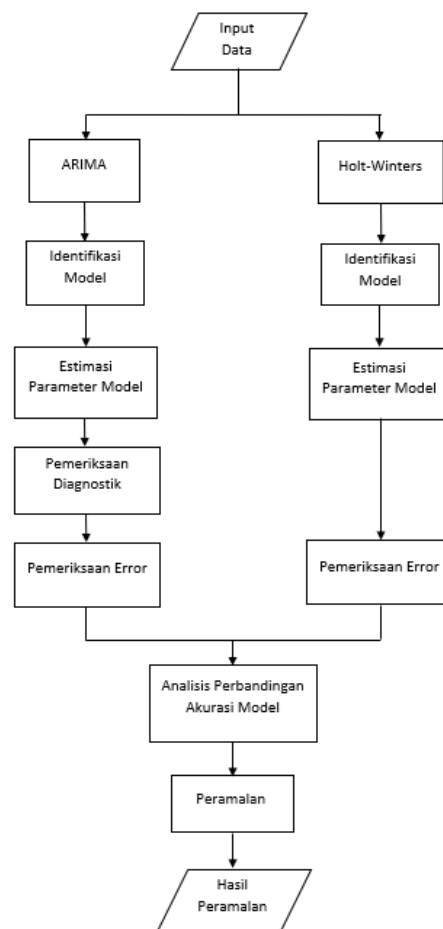 Input
Data
ARIMA
Holt-Winters
Identifikasi
Model
Identifikasi
Model
Estimasi
Parameter Model
Estimasi
Parameter Model
Pemeriksaan
Diagnostik
Pemeriksaan Error
Pemeriksaan Error
Analisis Perbandingan
Akurasi Model
Peramalan
Hasil
Peramalan